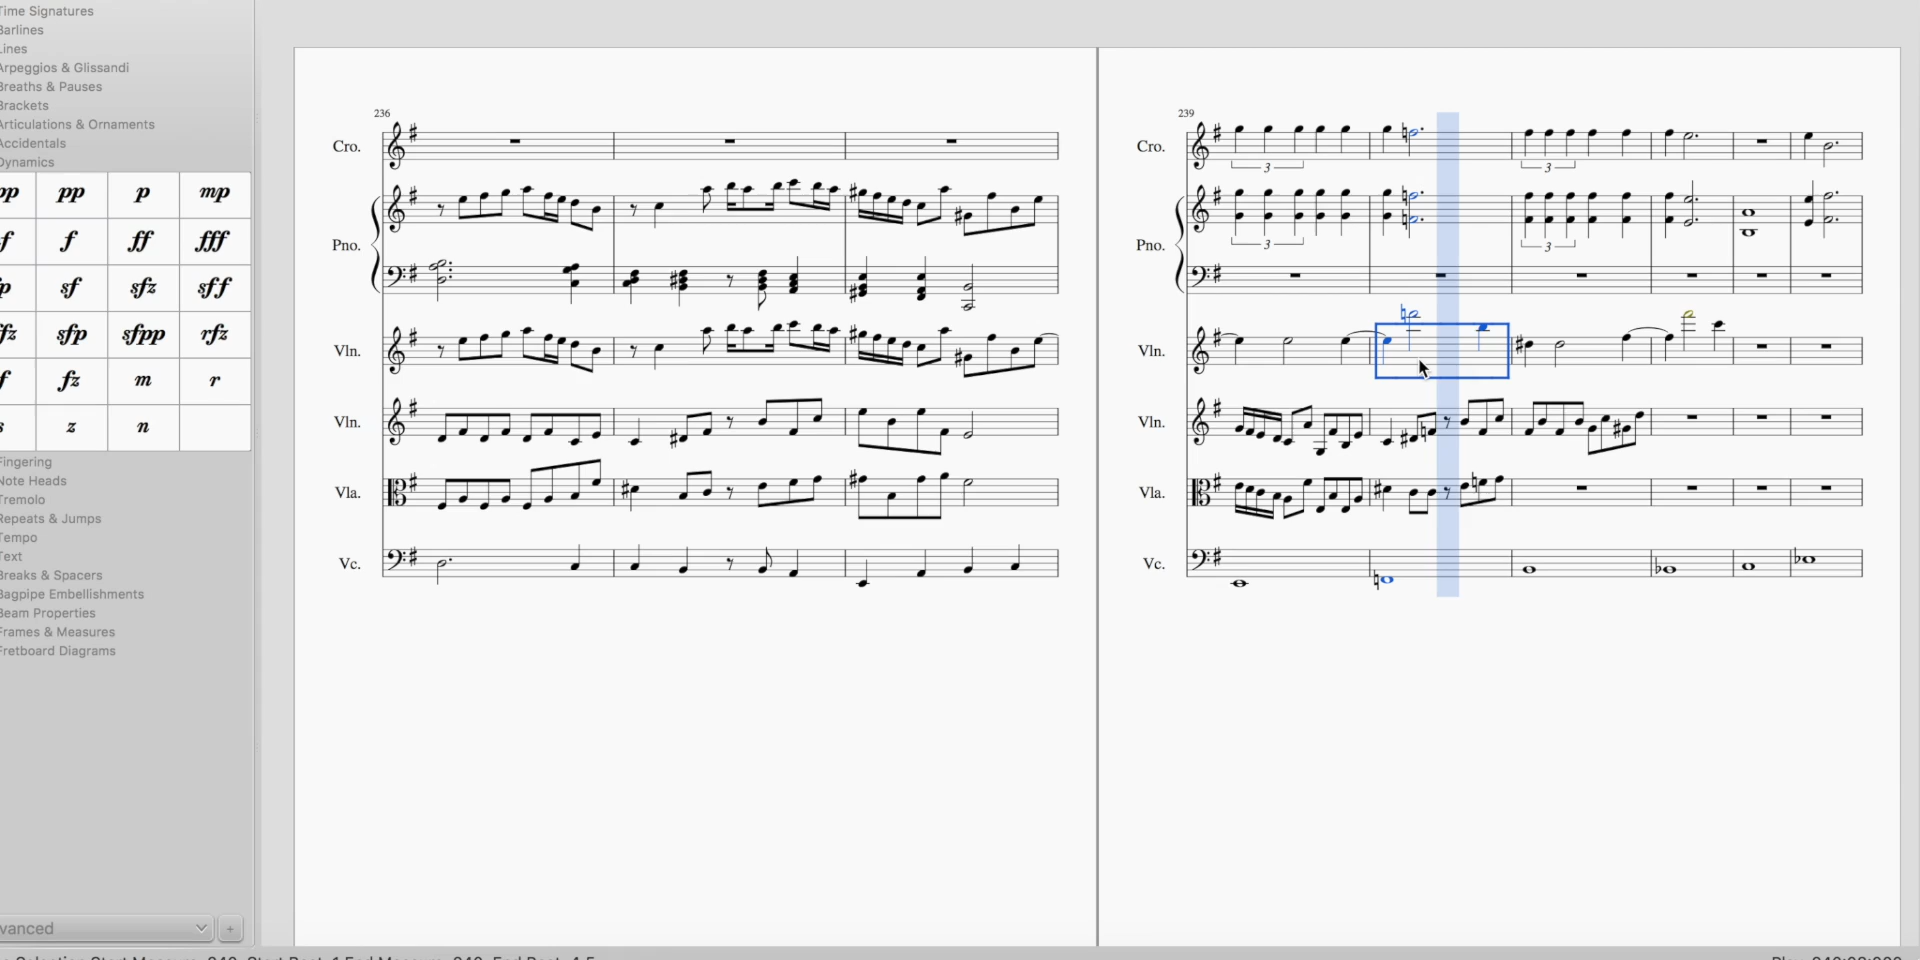 Time Signatures
Barlines
Lines
Arpeggios & Glissandi
Breaths & Pauses
Brackets
Articulations & Ornaments
Accidentals
Dynamics
pp p mp
f ff fff
sf sfz sff
sfp sfpp rfz
fz m r
z n
Fingering
Note Heads
Tremolo
Repeats & Jumps
Tempo
Text
Breaks & Spacers
Bagpipe Embellishments
Beam Properties
Frames & Measures
Fretboard Diagrams
vanced
+
236
Cro.
Pno.
Vln.
Vln.
Vla.
Vc.
239
Cro.
3 3
Pno.
3 3
Vln.
Vln.
Vla.
Vc.